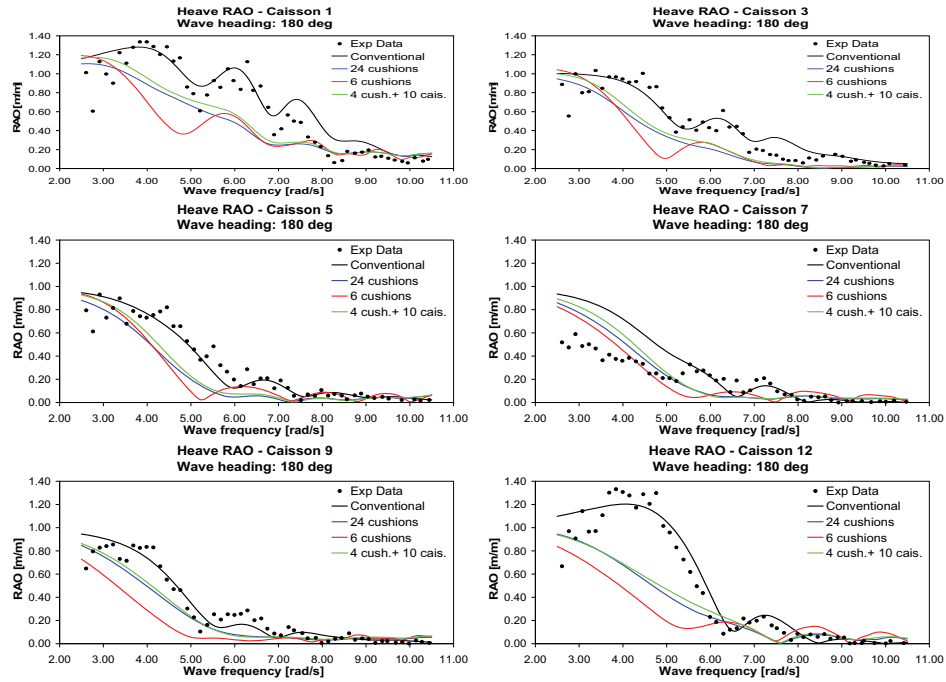 Heave RAO - Caisson 1
Wave heading: 180 deg
RAO[m/m]
1.40
1.20
1.00
0.80
0.60
0.40
0.20
0.00
Exp Data
Conventional
24 cushions
6 cushions
4 cush.+ 10 cais.
2.00 3.00 4.00 5.00 6.00 7.00 8.00 9.00 10.00 11.00
Wave frequency [rad/s]
Heave RAO - Caisson 3
Wave heading: 180 deg
RAO [m/m]
1.40
1.20
1.00
0.80
0.60
0.40
0.20
0.00
Exp Data
Conventional
24 cushions
6 cushions
4 cush.+ 10 cais.
2.00 3.00 4.00 5.00 6.00 7.00 8.00 9.00 10.00 11.00
Wave frequency [rad/s]
Heave RAO - Caisson 5
Wave heading: 180 deg
RAO [m/m]
1.40
1.20
1.00
0.80
0.60
0.40
0.20
0.00
Exp Data
Conventional
24 cushions
6 cushions
4 cush.+ 10 cais.
2.00 3.00 4.00 5.00 6.00 7.00 8.00 9.00 10.00 11.00
Wave frequency [rad/s]
Heave RAO - Caisson 7
Wave heading: 180 deg
RAO [m/m]
1.40
1.20
1.00
0.80
0.60
0.40
0.20
0.00
Exp Data
Conventional
24 cushions
6 cushions
4 cush.+ 10 cais.
2.00 3.00 4.00 5.00 6.00 7.00 8.00 9.00 10.00 11.00
Wave frequency [rad/s]
Heave RAO - Caisson 9
Wave heading: 180 deg
RAO [m/m]
1.40
1.20
1.00
0.80
0.60
0.40
0.20
0.00
Exp Data
Conventional
24 cushions
6 cushions
4 cush.+ 10 cais.
2.00 3.00 4.00 5.00 6.00 7.00 8.00 9.00 10.00 11.00
Wave frequency [rad/s]
Heave RAO - Caisson 12
Wave heading: 180 deg
RAO [m/m]
1.40
1.20
1.00
0.80
0.60
0.40
0.20
0.00
Exp Data
Conventional
24 cushions
6 cushions
4 cush.+ 10 cais.
2.00 3.00 4.00 5.00 6.00 7.00 8.00 9.00 10.00 11.00
Wave frequency [rad/s]